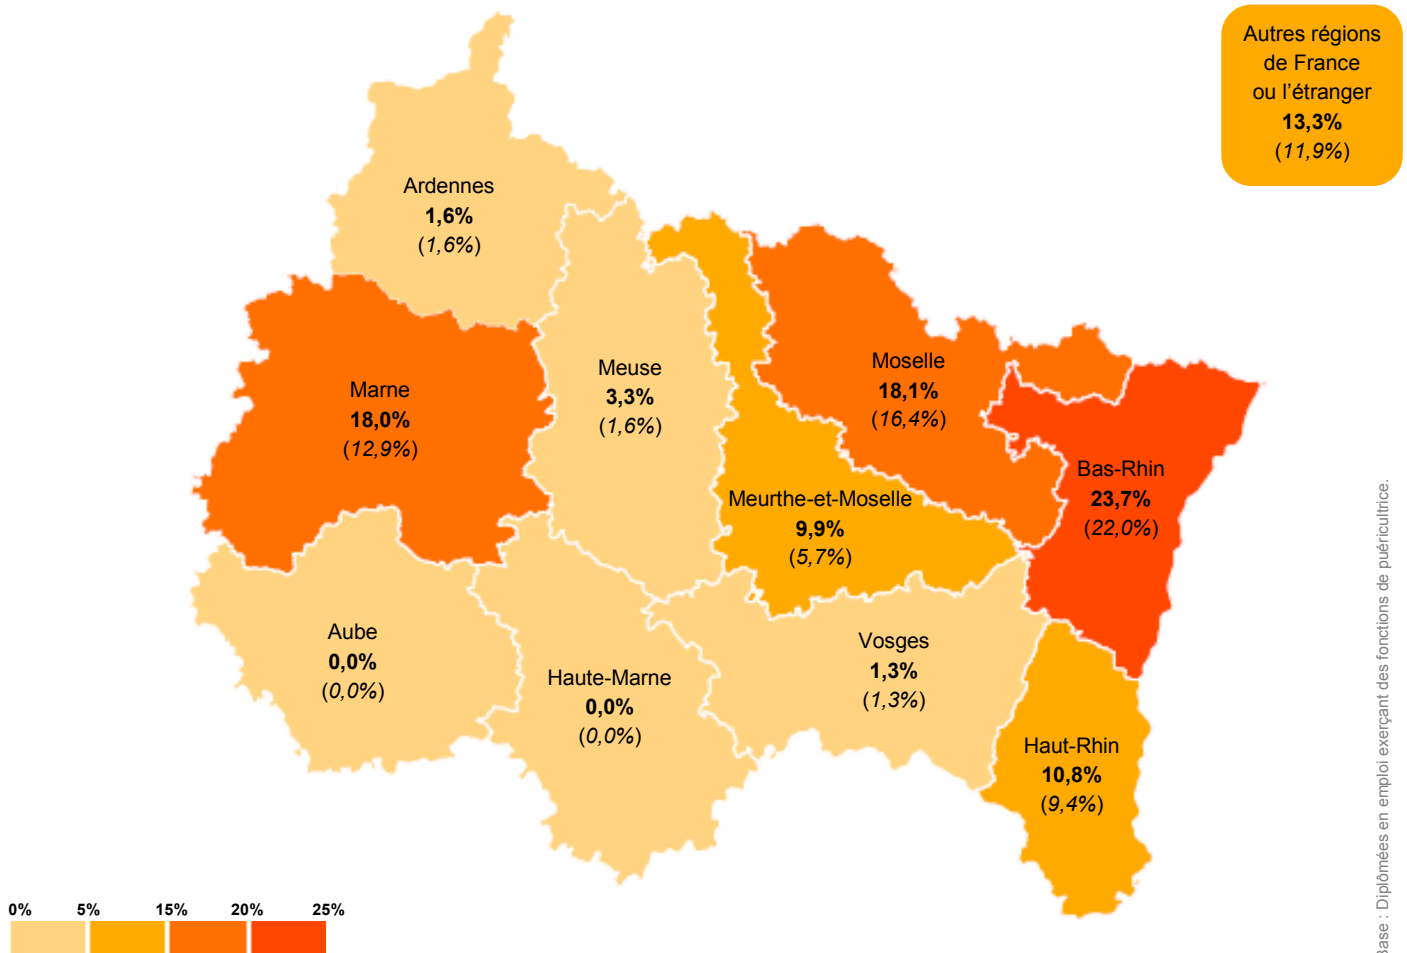 Autres régions
de France
ou l'étranger
13,3%
(11,9%)
Ardennes
1,6%
(1,6%)
Marne
18,0%
(12,9%)
Meuse
3,3%
(1,6%)
Moselle
18,1%
(16,4%)
Bas-Rhin
23,7%
(22,0%)
Meurthe-et-Moselle
9,9%
(5,7%)
Aube
0,0%
(0,0%)
Haute-Marne
0,0%
(0,0%)
Vosges
1,3%
(1,3%)
Haut-Rhin
10,8%
(9,4%)
0% 5% 15% 20% 25%
Base : Diplômées en emploi exerçant des fonctions de puéricultrice.